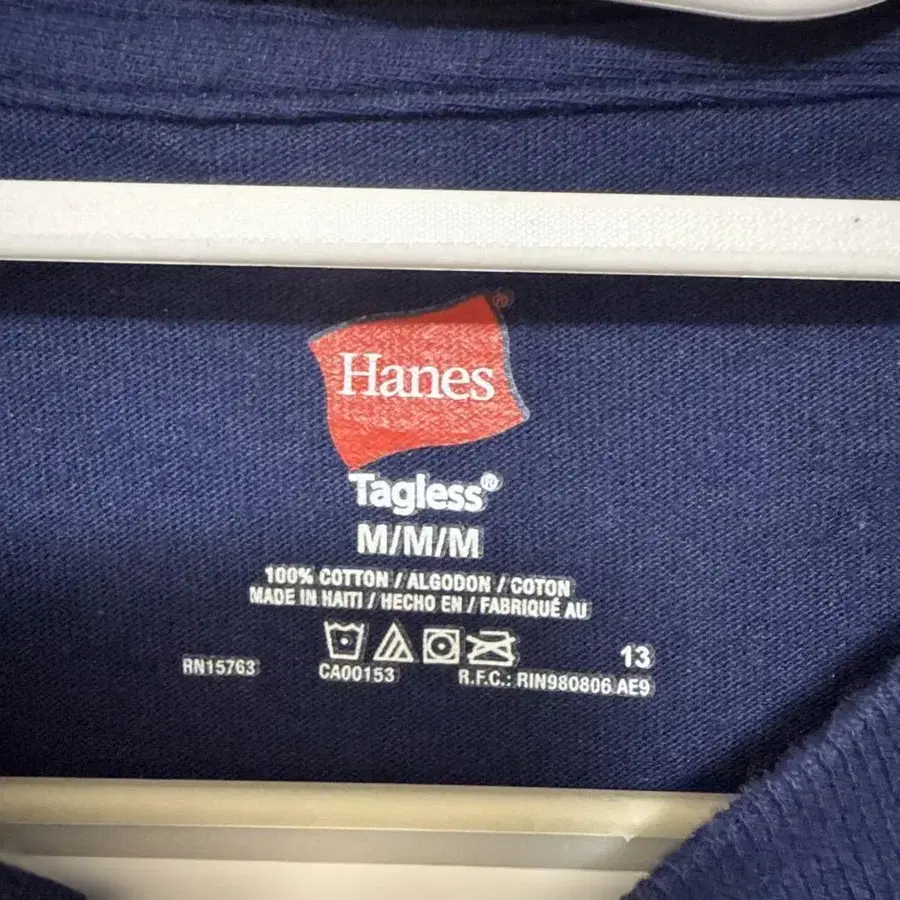 Hanes®
Tagless®
M/M/M
100% COTTON / ALGODON / COTON
MADE IN HAITI / HECHO EN / FABRIQUÉ AU
13
RN15763 CA00153 R.F.C.: RIN980806 AE9